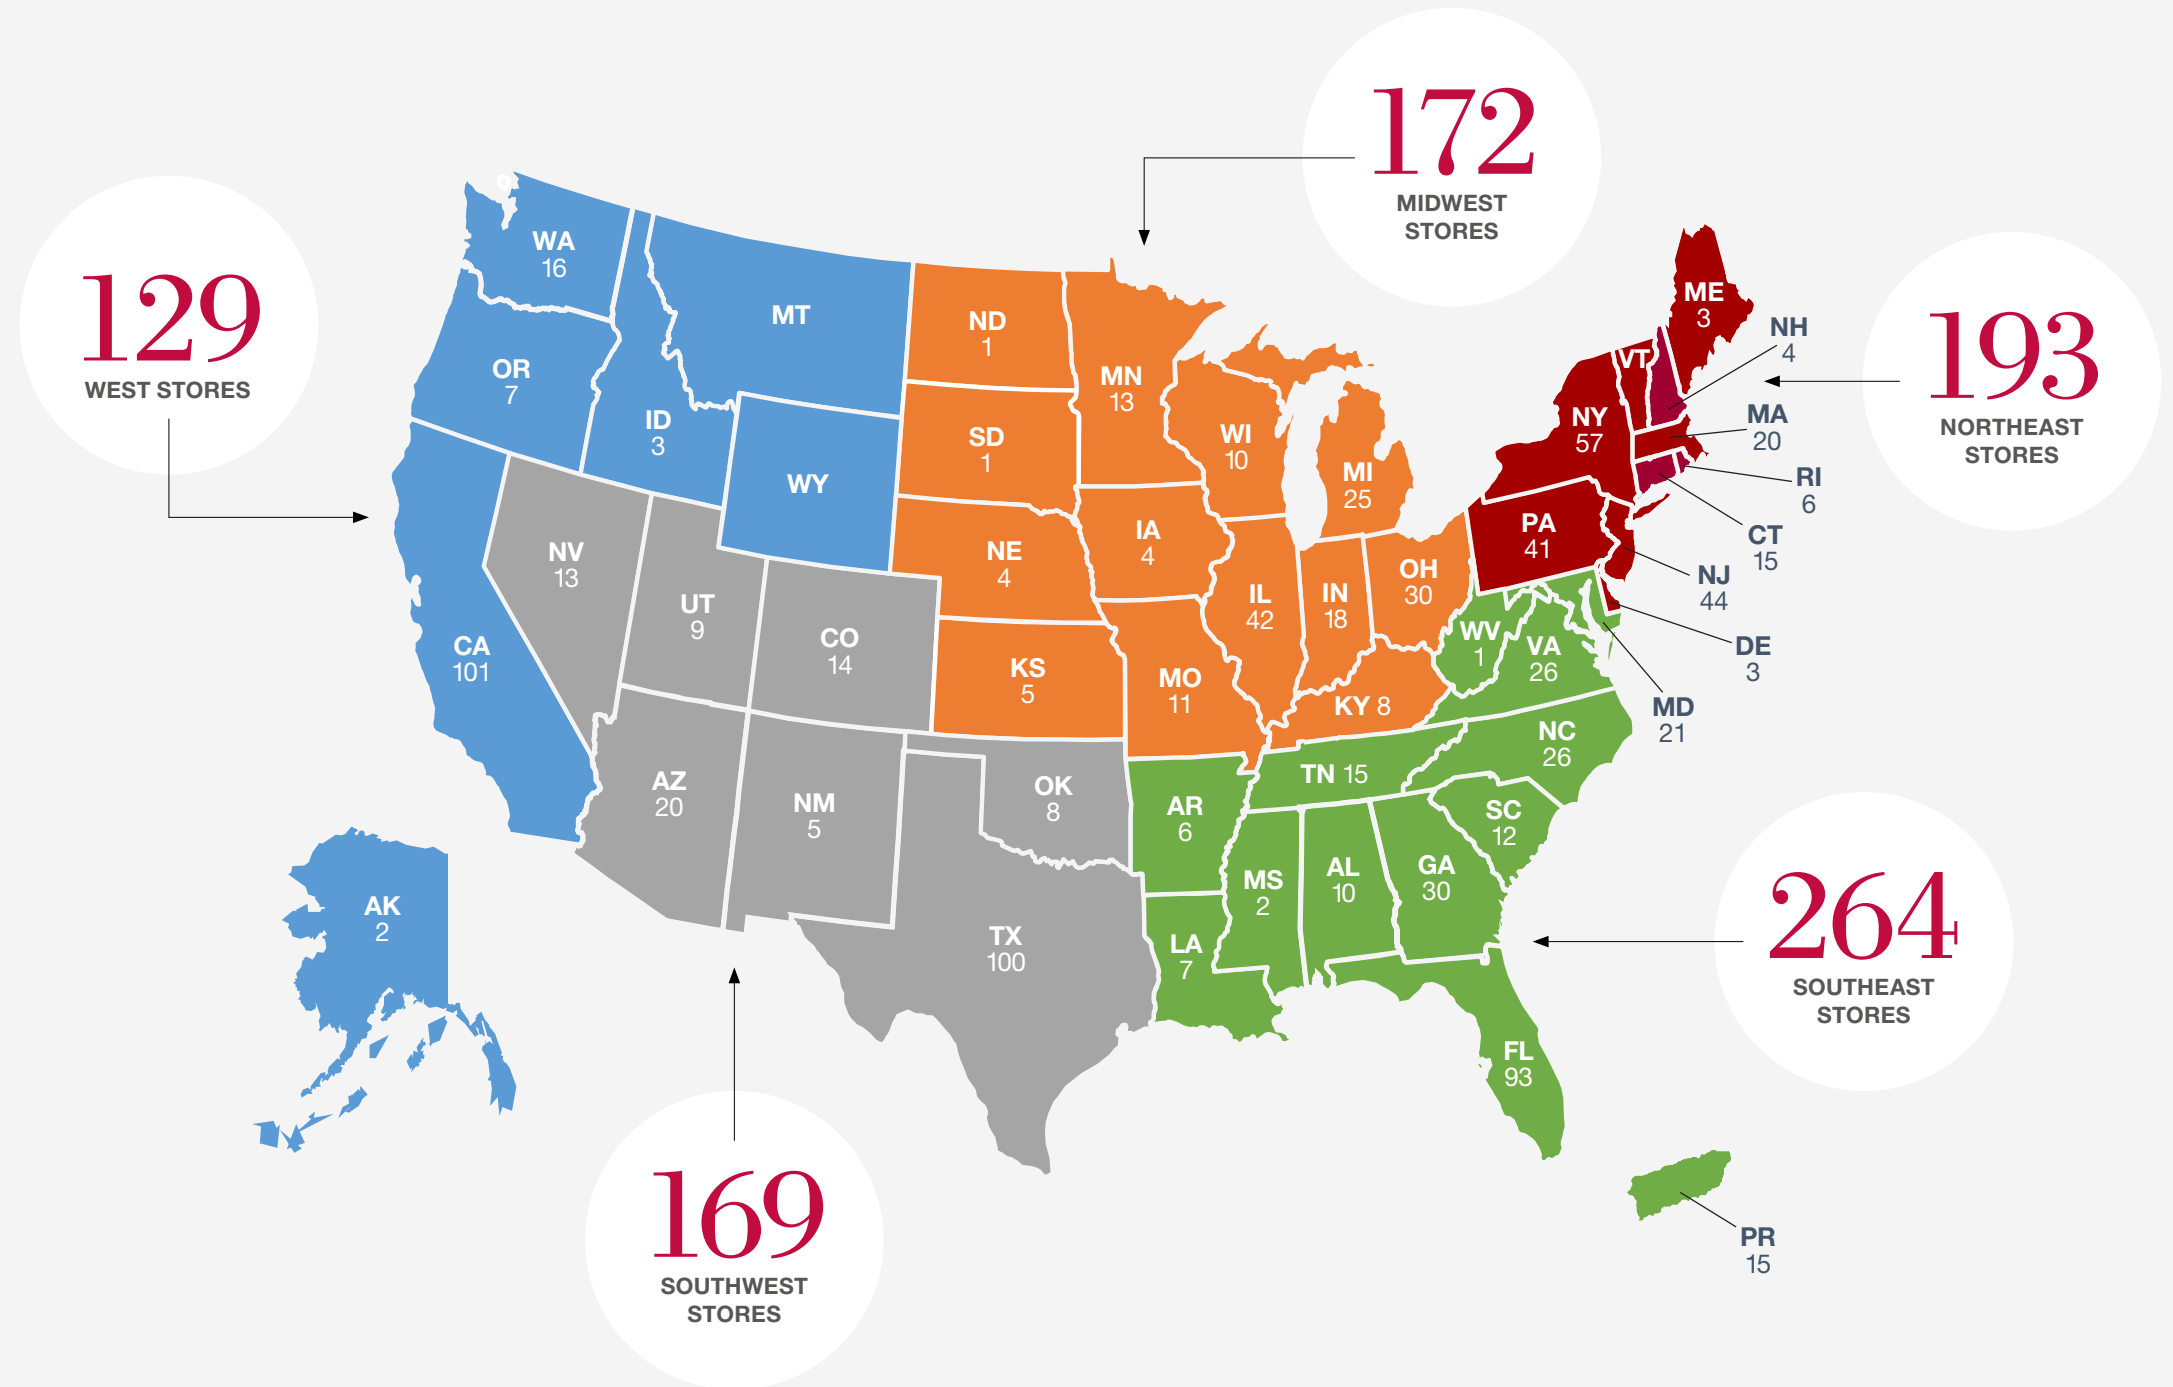 172
MIDWEST
STORES
129
WEST STORES
193
NORTHEAST
STORES
WA
16
MT
OR
7
ID
3
WY
CA
101
AK
2
NV
13
UT
9
CO
14
AZ
20
NM
5
OK
8
TX
100
169
SOUTHWEST
STORES
ND
1
SD
1
NE
4
KS
5
MN
13
IA
4
MO
11
WI
10
IL
42
MI
25
IN
18
OH
30
KY 8
ME
3
VT
NH
4
NY
57
MA
20
RI
6
CT
15
PA
41
NJ
44
DE
3
MD
21
WV
1
VA
26
NC
26
TN 15
SC
12
AR
6
MS
2
AL
10
GA
30
LA
7
FL
93
264
SOUTHEAST
STORES
PR
15